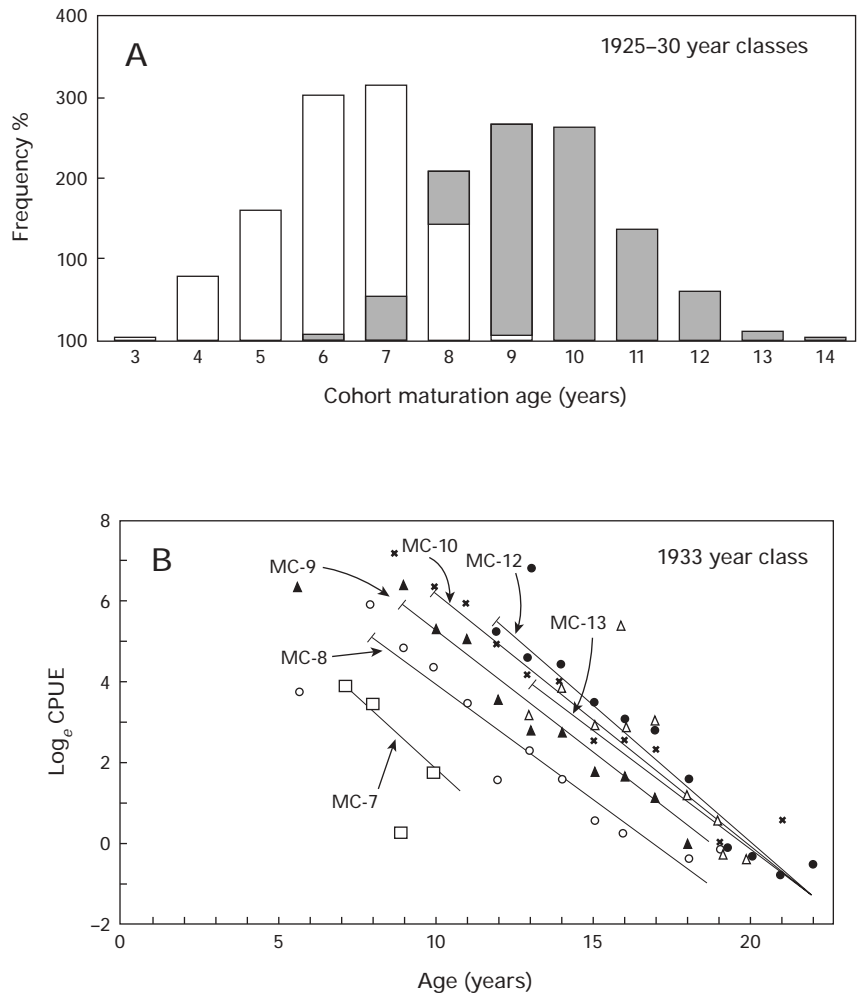 400
A
1925–30 year classes
300
Frequency %
200
100
100
3 4 5 6 7 8 9 10 11 12 13 14
Cohort maturation age (years)
8
B
MC-10
1933 year class
MC-9
MC-12
6
MC-13
MC-8
4
Logₑ CPUE
2
MC-7
0
–2
0 5 10 15 20
Age (years)